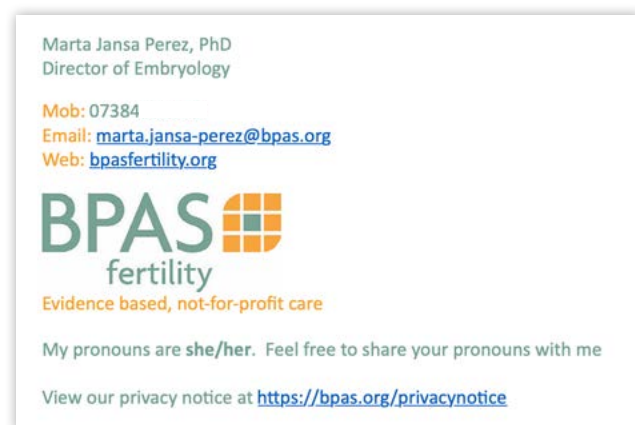 Marta Jansa Perez, PhD
Director of Embryology
Mob: 07384
Email: marta.jansa-perez@bpas.org
Web: bpasfertility.org
BPAS
fertility
Evidence based, not-for-profit care
My pronouns are she/her.  Feel free to share your pronouns with me
View our privacy notice at https://bpas.org/privacynotice